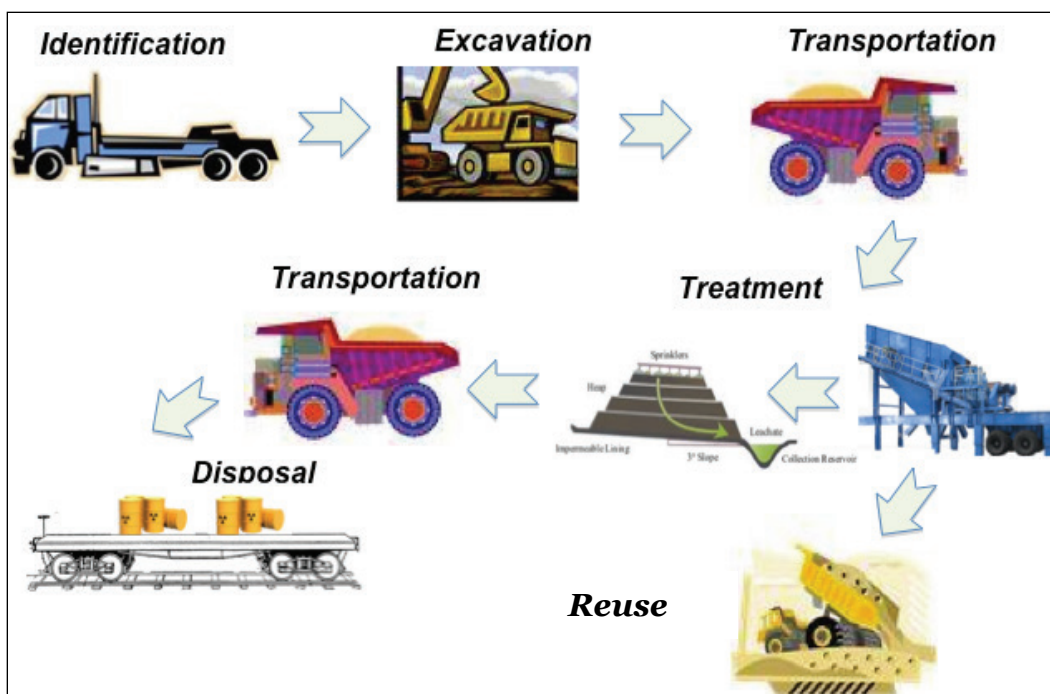 Identification
Excavation
Transportation
Transportation
Treatment
Sprinklers
Heap
Leachate
Impermeable Lining
3° Slope
Collection Reservoir
Disposal
Reuse